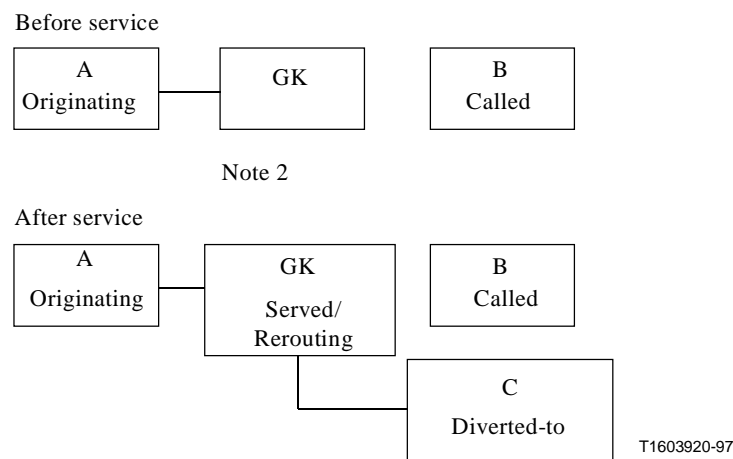 Before service
A
Originating
GK
B
Called
Note 2
After service
A
Originating
GK
Served/
Rerouting
B
Called
C
Diverted-to
T1603920-97